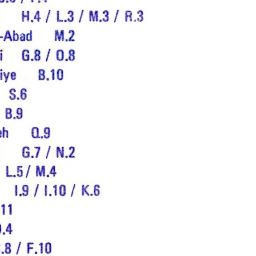 H.4 / L.3 / M.3 / R.3
-Abad M.2
i G.8 / O.8
iye B.10
S.6
B.9
eh Q.9
G.7 / N.2
L.5 / M.4
I.9 / I.10 / K.6
11
.4
.8 / F.10